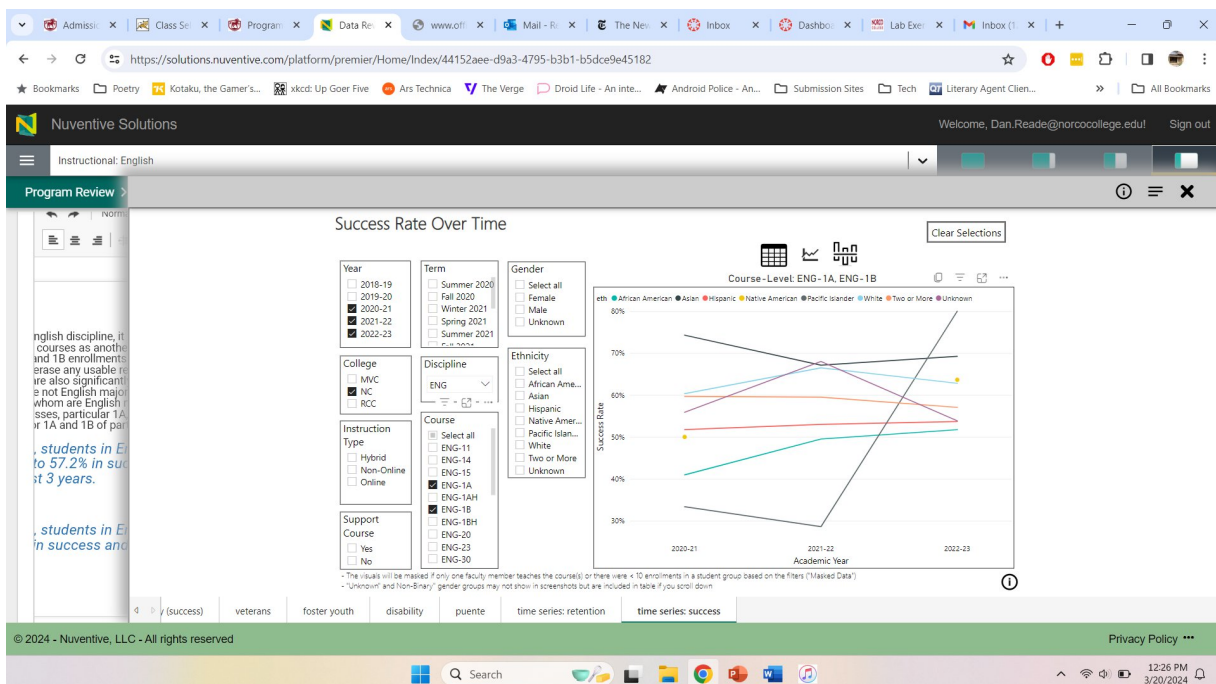 Admissic
Class Se
Program
Data Re
www.off
Mail - R
The New
Inbox
Dashboa
Lab Exe
Inbox (1
https://solutions.nuventive.com/platform/premier/Home/Index/44152aee-d9a3-4795-b3b1-b5dce9e45182
Bookmarks Poetry Kotaku, the Gamer's... xkcd: Up Goer Five Ars Technica The Verge Droid Life - An inte... Android Police - An... Submission Sites Tech Literary Agent Clien... » All Bookmarks
Nuventive Solutions
Welcome, Dan.Reade@norcocollege.edu! Sign out
Instructional: English
Program Review >
Norm
nglish discipline, it
courses as anothe
and 1B enrollments
erase any usable re
are also significantl
e not English major
whom are English
sses, particular 1A
or 1A and 1B of par
, students in E
to 57.2% in suc
st 3 years.
, students in E
in success and
Success Rate Over Time
Clear Selections
Year
2018-19
2019-20
2020-21
2021-22
2022-23
Term
Summer 2020
Fall 2020
Winter 2021
Spring 2021
Summer 2021
Fall 2021
Gender
Select all
Female
Male
Unknown
College
MVC
NC
RCC
Discipline
ENG
Ethnicity
Select all
African Ame...
Asian
Hispanic
Native Amer...
Pacific Islan...
White
Two or More
Unknown
Instruction
Type
Hybrid
Non-Online
Online
Course
Select all
ENG-11
ENG-14
ENG-15
ENG-1A
ENG-1AH
ENG-1B
ENG-1BH
ENG-20
ENG-23
ENG-30
Support
Course
Yes
No
Course-Level: ENG-1A, ENG-1B
eth African American Asian Hispanic Native American Pacific Islander White Two or More Unknown
80%
70%
60%
50%
40%
30%
Success Rate
2020-21 2021-22 2022-23
Academic Year
- The visuals will be masked if only one faculty member teaches the course(s) or there were < 10 enrollments in a student group based on the filters ("Masked Data")
- "Unknown" and Non-Binary" gender groups may not show in screenshots but are included in table if you scroll down
y (success) veterans foster youth disability puente time series: retention time series: success
© 2024 - Nuventive, LLC - All rights reserved
Privacy Policy •••
Search
12:26 PM
3/20/2024